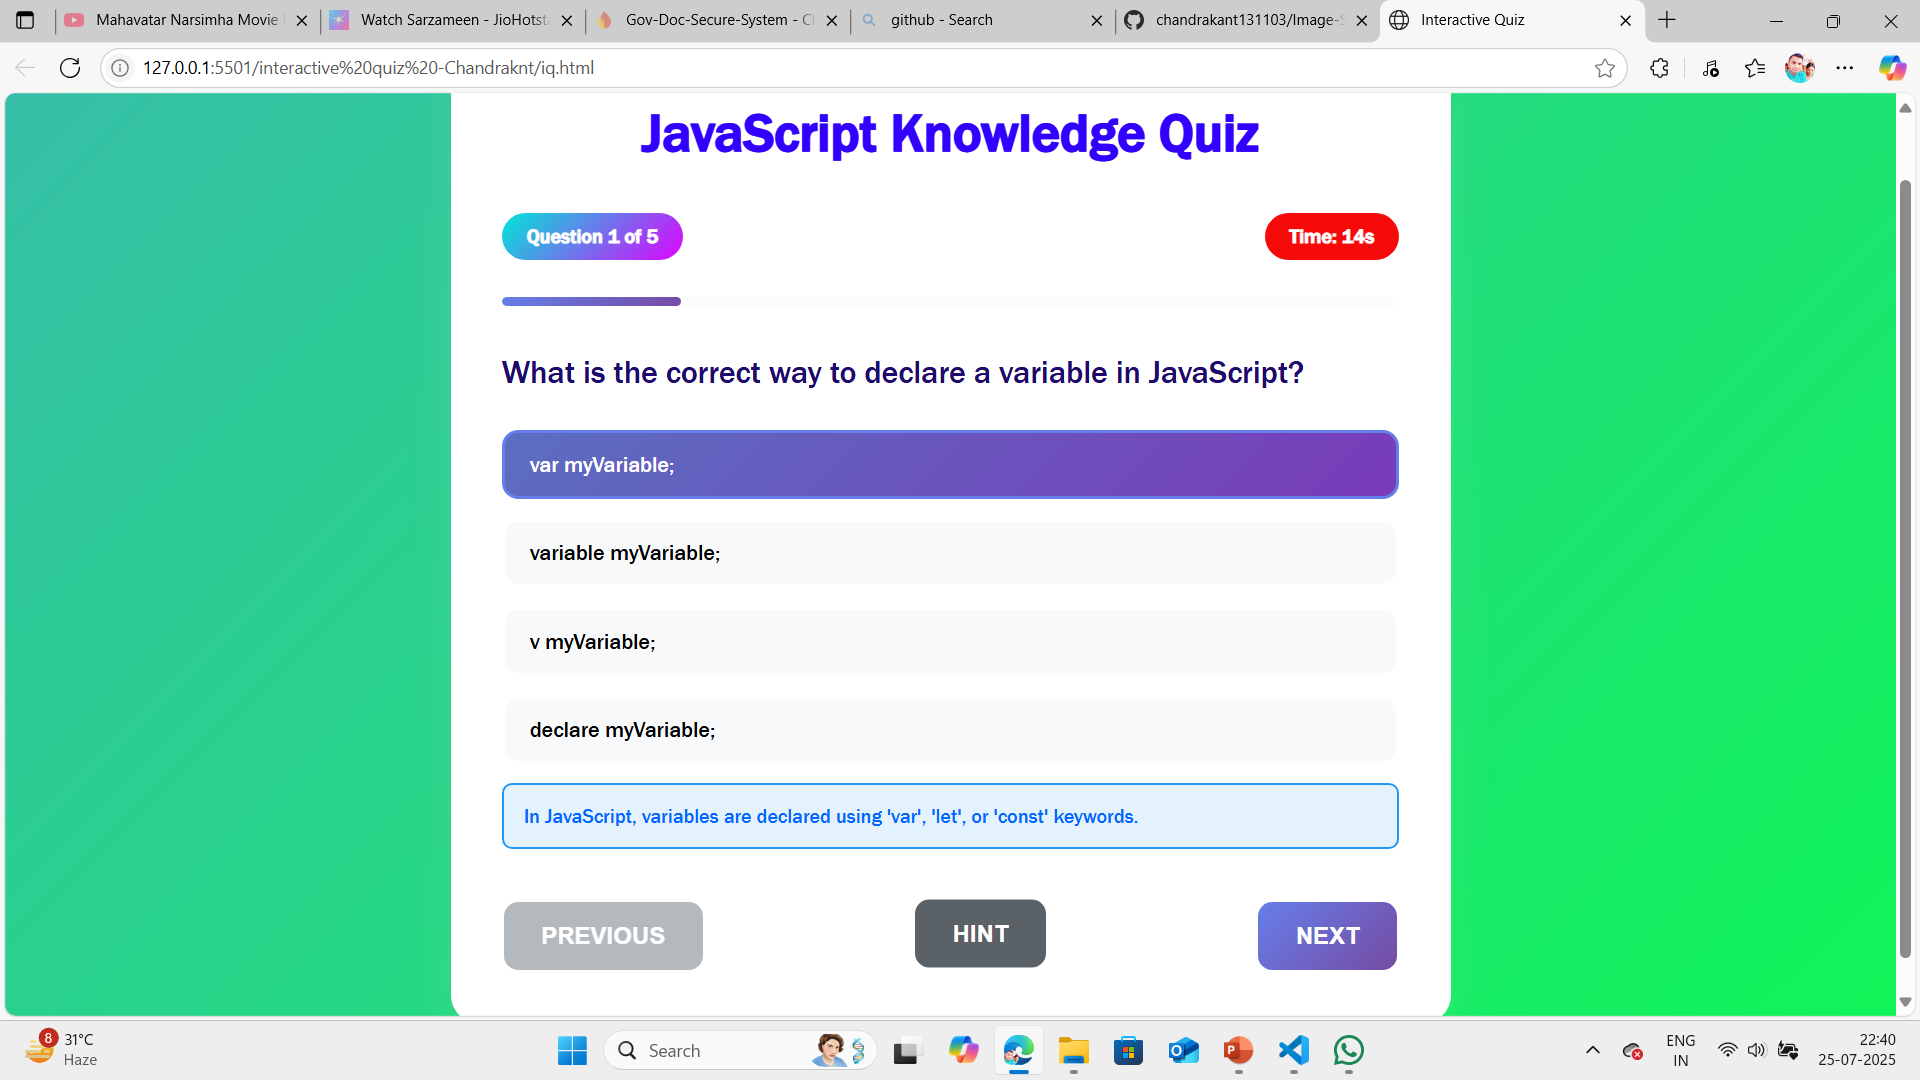 Mahavatar Narsimha Movie
Watch Sarzameen - JioHotst
Gov-Doc-Secure-System - C
github - Search
chandrakant131103/Image-S
Interactive Quiz
127.0.0.1:5501/interactive%20quiz%20-Chandraknt/iq.html
JavaScript Knowledge Quiz
Question 1 of 5
Time: 14s
What is the correct way to declare a variable in JavaScript?
var myVariable;
variable myVariable;
v myVariable;
declare myVariable;
In JavaScript, variables are declared using 'var', 'let', or 'const' keywords.
PREVIOUS
HINT
NEXT
8
31°C
Haze
Search
ENG
IN
22:40
25-07-2025